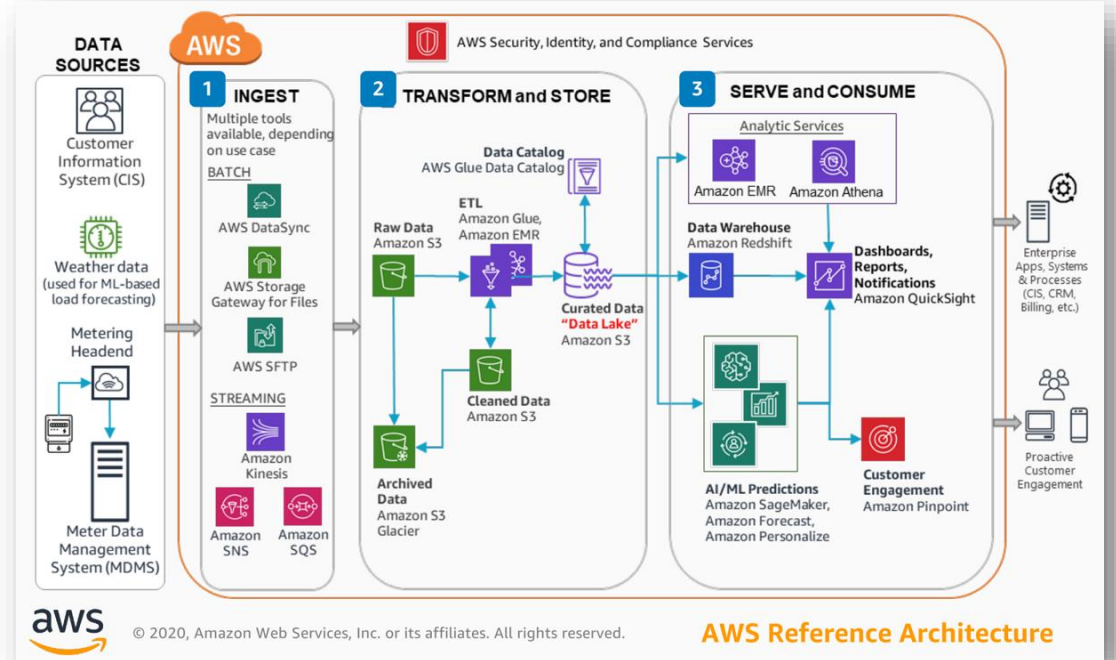 DATA
SOURCES
Customer
Information
System (CIS)
Weather data
(used for ML-based
load forecasting)
Metering
Headend
Meter Data
Management
System (MDMS)
AWS
AWS Security, Identity, and Compliance Services
1
INGEST
Multiple tools
available, depending
on use case
BATCH
AWS DataSync
AWS Storage
Gateway for Files
AWS SFTP
STREAMING
Amazon
Kinesis
Amazon
SNS
Amazon
SQS
2
TRANSFORM and STORE
Data Catalog
AWS Glue Data Catalog
Raw Data
Amazon S3
ETL
Amazon Glue,
Amazon EMR
Curated Data
“Data Lake”
Amazon S3
Cleaned Data
Amazon S3
Archived
Data
Amazon S3
Glacier
3
SERVE and CONSUME
Analytic Services
Amazon EMR
Amazon Athena
Data Warehouse
Amazon Redshift
Dashboards,
Reports,
Notifications
Amazon QuickSight
AI/ML Predictions
Amazon SageMaker,
Amazon Forecast,
Amazon Personalize
Customer
Engagement
Amazon Pinpoint
Enterprise
Apps, Systems
& Processes
(CIS, CRM,
Billing, etc.)
Proactive
Customer
Engagement
aws
© 2020, Amazon Web Services, Inc. or its affiliates. All rights reserved.
AWS Reference Architecture